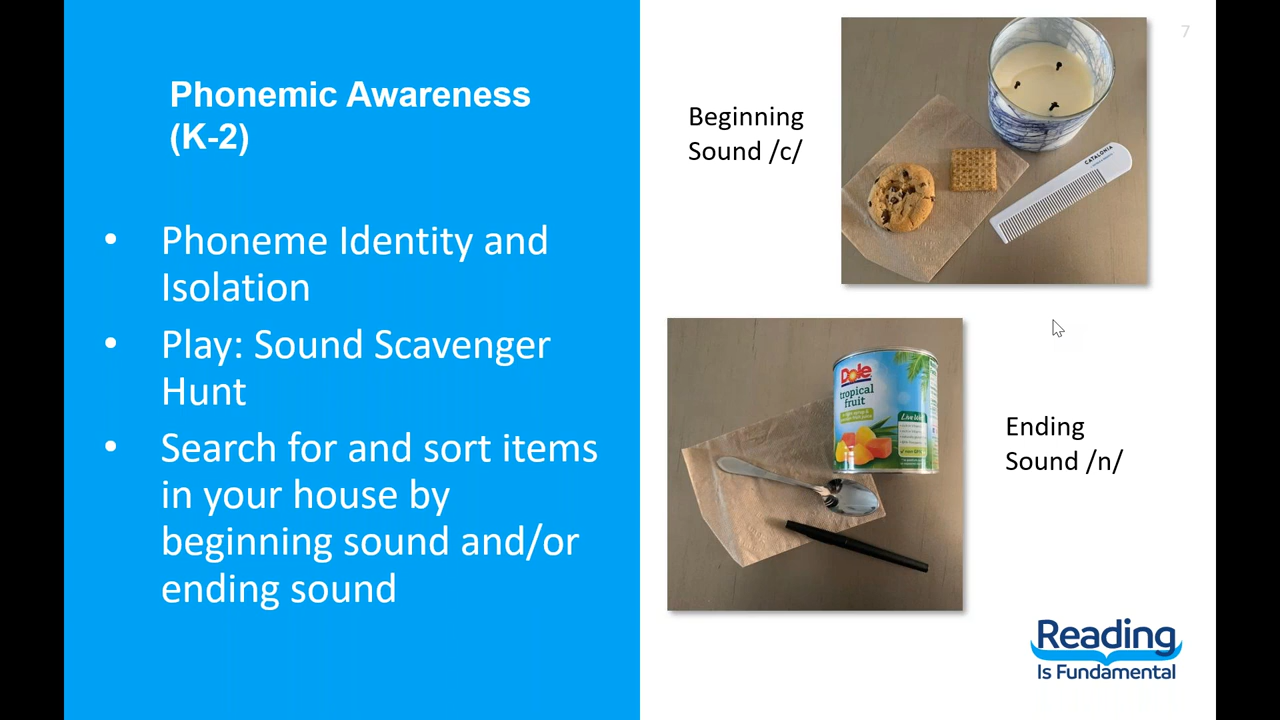 7
Phonemic Awareness
(K-2)
• Phoneme Identity and
Isolation
• Play: Sound Scavenger
Hunt
• Search for and sort items
in your house by
beginning sound and/or
ending sound
Beginning
Sound /c/
CATALONIA
Dole
tropical
fruit
Ending
Sound /n/
Reading
Is Fundamental